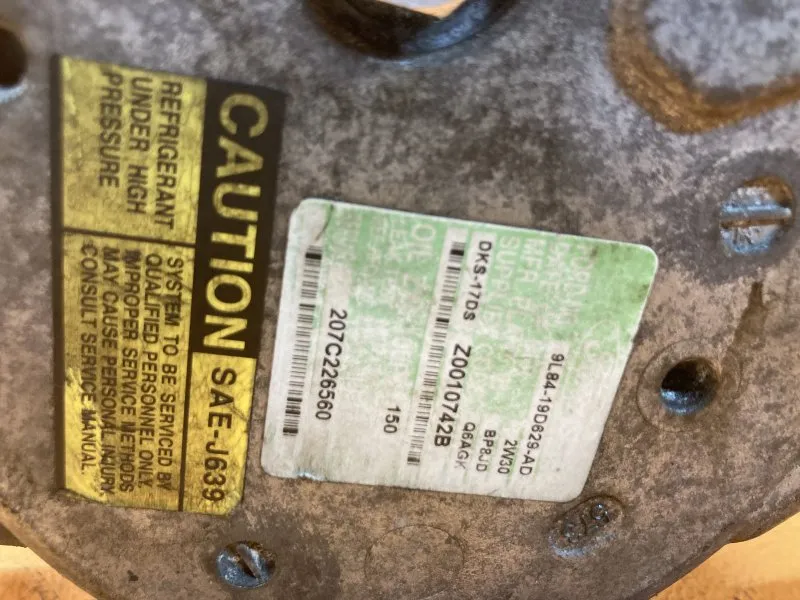 CAUTION SAE-J639
REFRIGERANT
UNDER HIGH
PRESSURE
SYSTEM TO BE SERVICED BY
QUALIFIED PERSONNEL ONLY.
IMPROPER SERVICE METHODS
MAY CAUSE PERSONAL INJURY.
CONSULT SERVICE MANUAL.
9L84-19D629-AD
2W30
BP8JD
DKS-17DS
Q6AGK
Z0010742B
150
207C226560